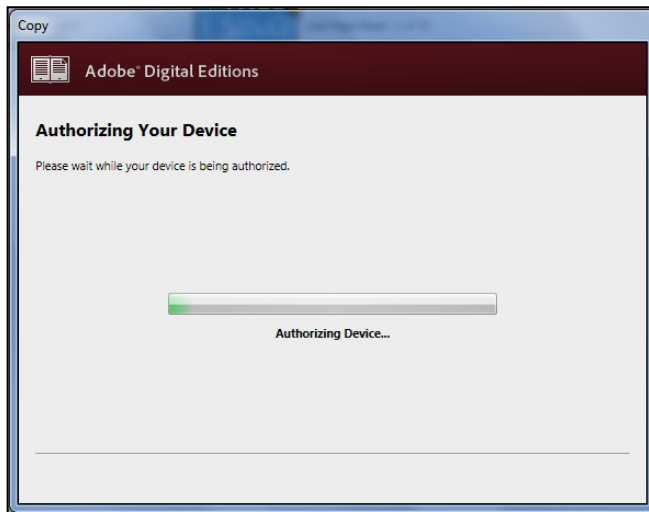 Copy
Adobe® Digital Editions
Authorizing Your Device
Please wait while your device is being authorized.
Authorizing Device...